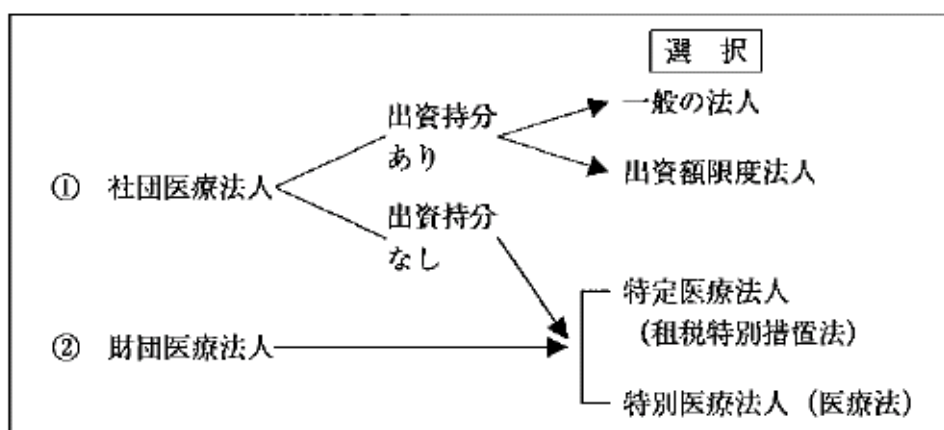 選 択
出資持分
あり
一般の法人
出資額限度法人
① 社団医療法人
出資持分
なし
特定医療法人
(租税特別措置法)
② 財団医療法人
特別医療法人 (医療法)